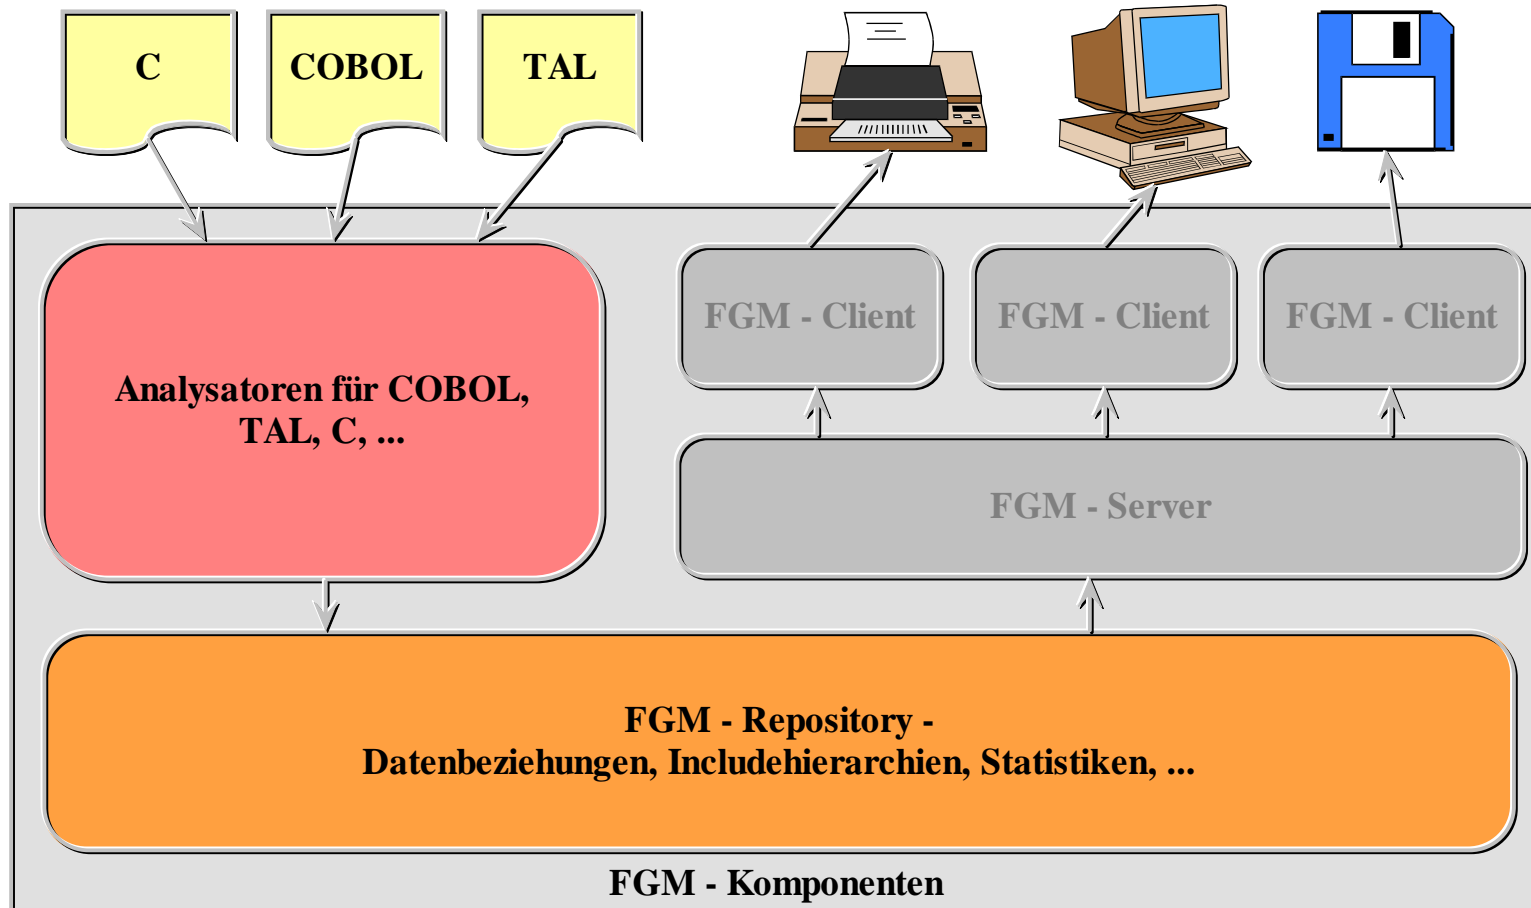 C
COBOL
TAL
Analysatoren für COBOL,
TAL, C, ...
FGM - Client
FGM - Client
FGM - Client
FGM - Server
FGM - Repository -
Datenbeziehungen, Includehierarchien, Statistiken, ...
FGM - Komponenten